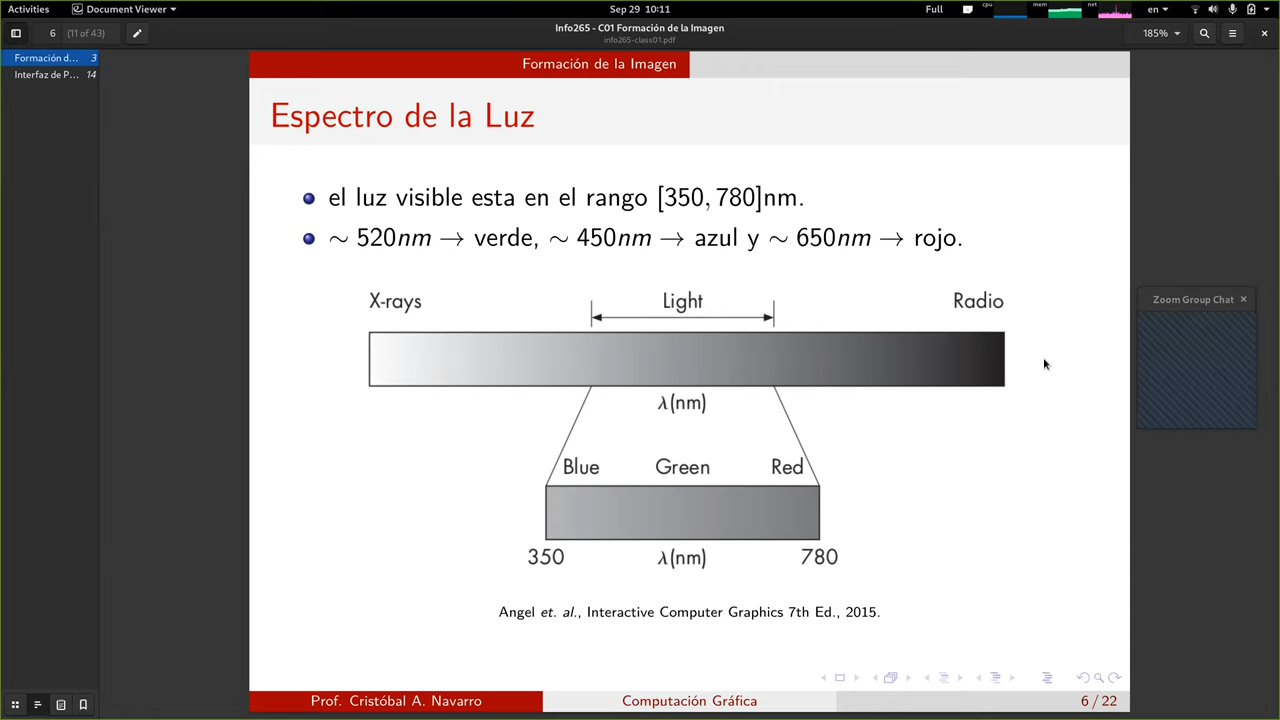 Activities
Document Viewer
Sep 29 10:11
Full
cpu
mem
net
en
6 (11 of 43)
Info265 - C01 Formación de la Imagen
info265-class01.pdf
185%
Formación d... 3
Interfaz de P... 14
Formación de la Imagen
Espectro de la Luz
el luz visible esta en el rango [350, 780]nm.
∼ 520nm → verde, ∼ 450nm → azul y ∼ 650nm → rojo.
X-rays
Light
Radio
λ(nm)
Blue
Green
Red
350
λ(nm)
780
Angel et. al., Interactive Computer Graphics 7th Ed., 2015.
Zoom Group Chat
Prof. Cristóbal A. Navarro
Computación Gráfica
6 / 22